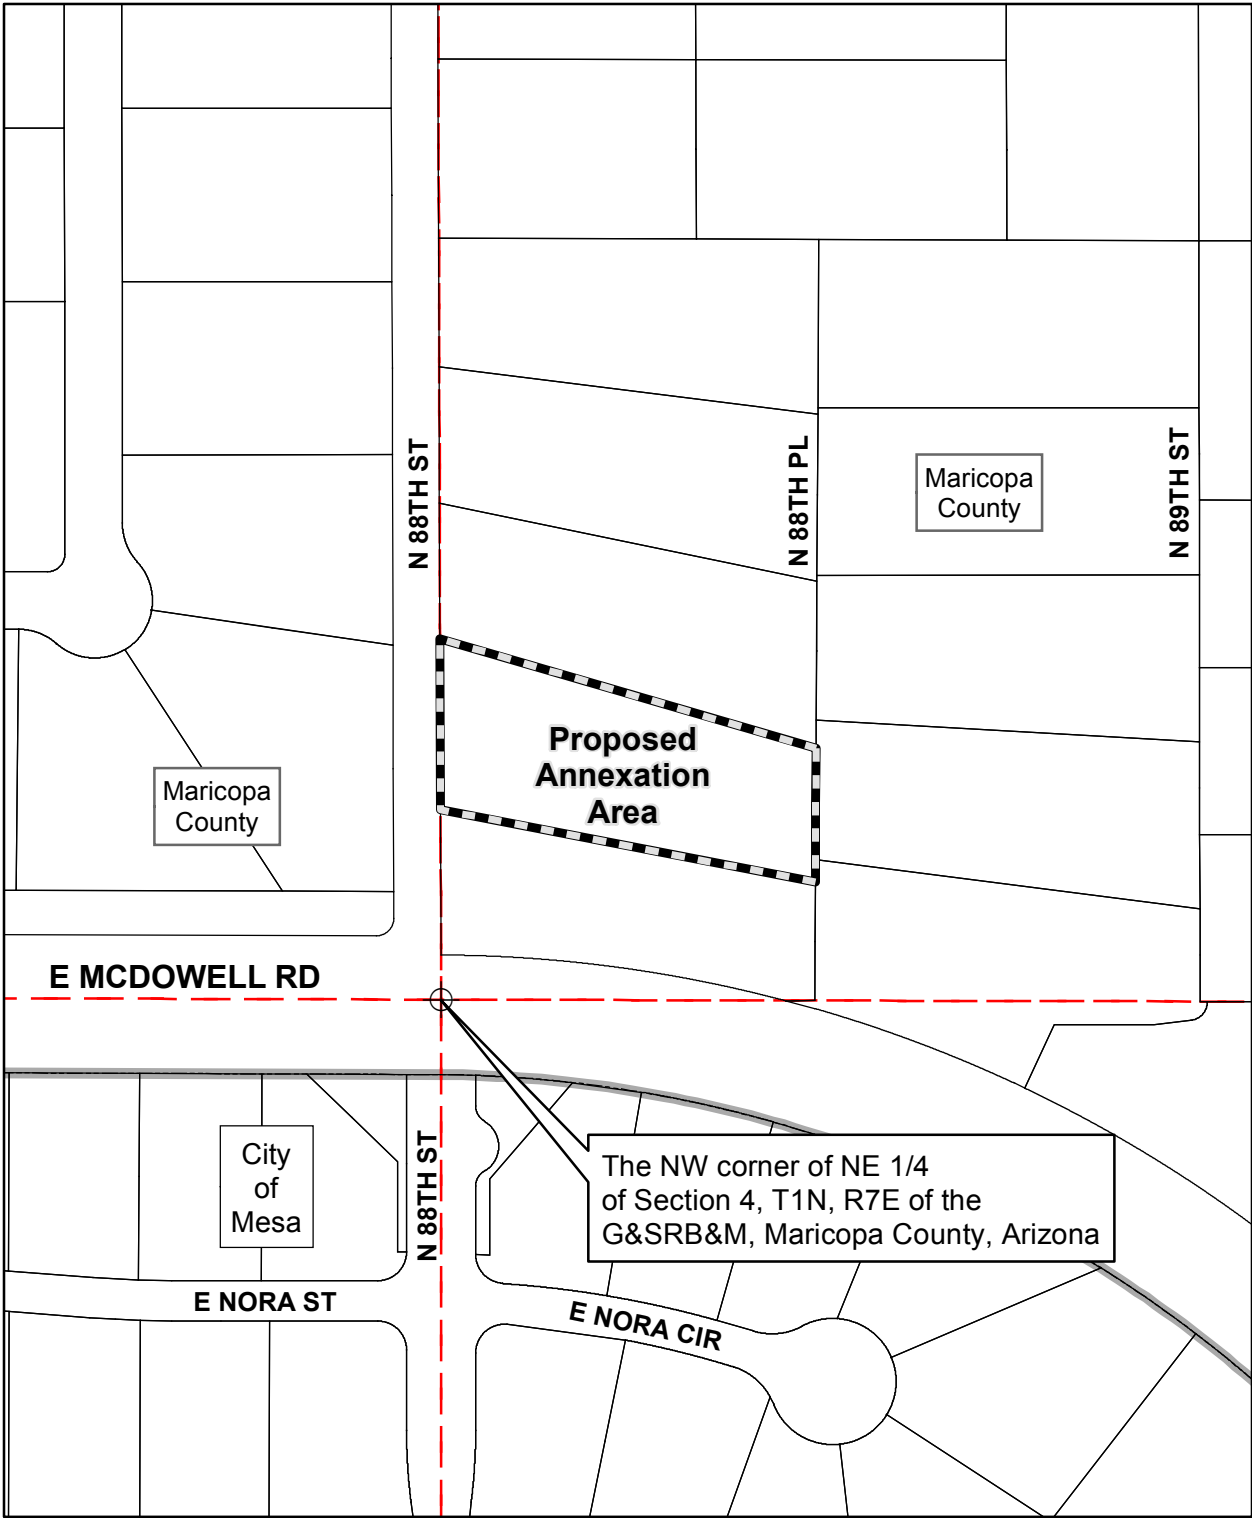 N 88TH ST
N 88TH PL
N 89TH ST
Maricopa
County
Proposed
Annexation
Area
Maricopa
County
E MCDOWELL RD
City
of
Mesa
N 88TH ST
The NW corner of NE 1/4
of Section 4, T1N, R7E of the
G&SRB&M, Maricopa County, Arizona
E NORA ST
E NORA CIR